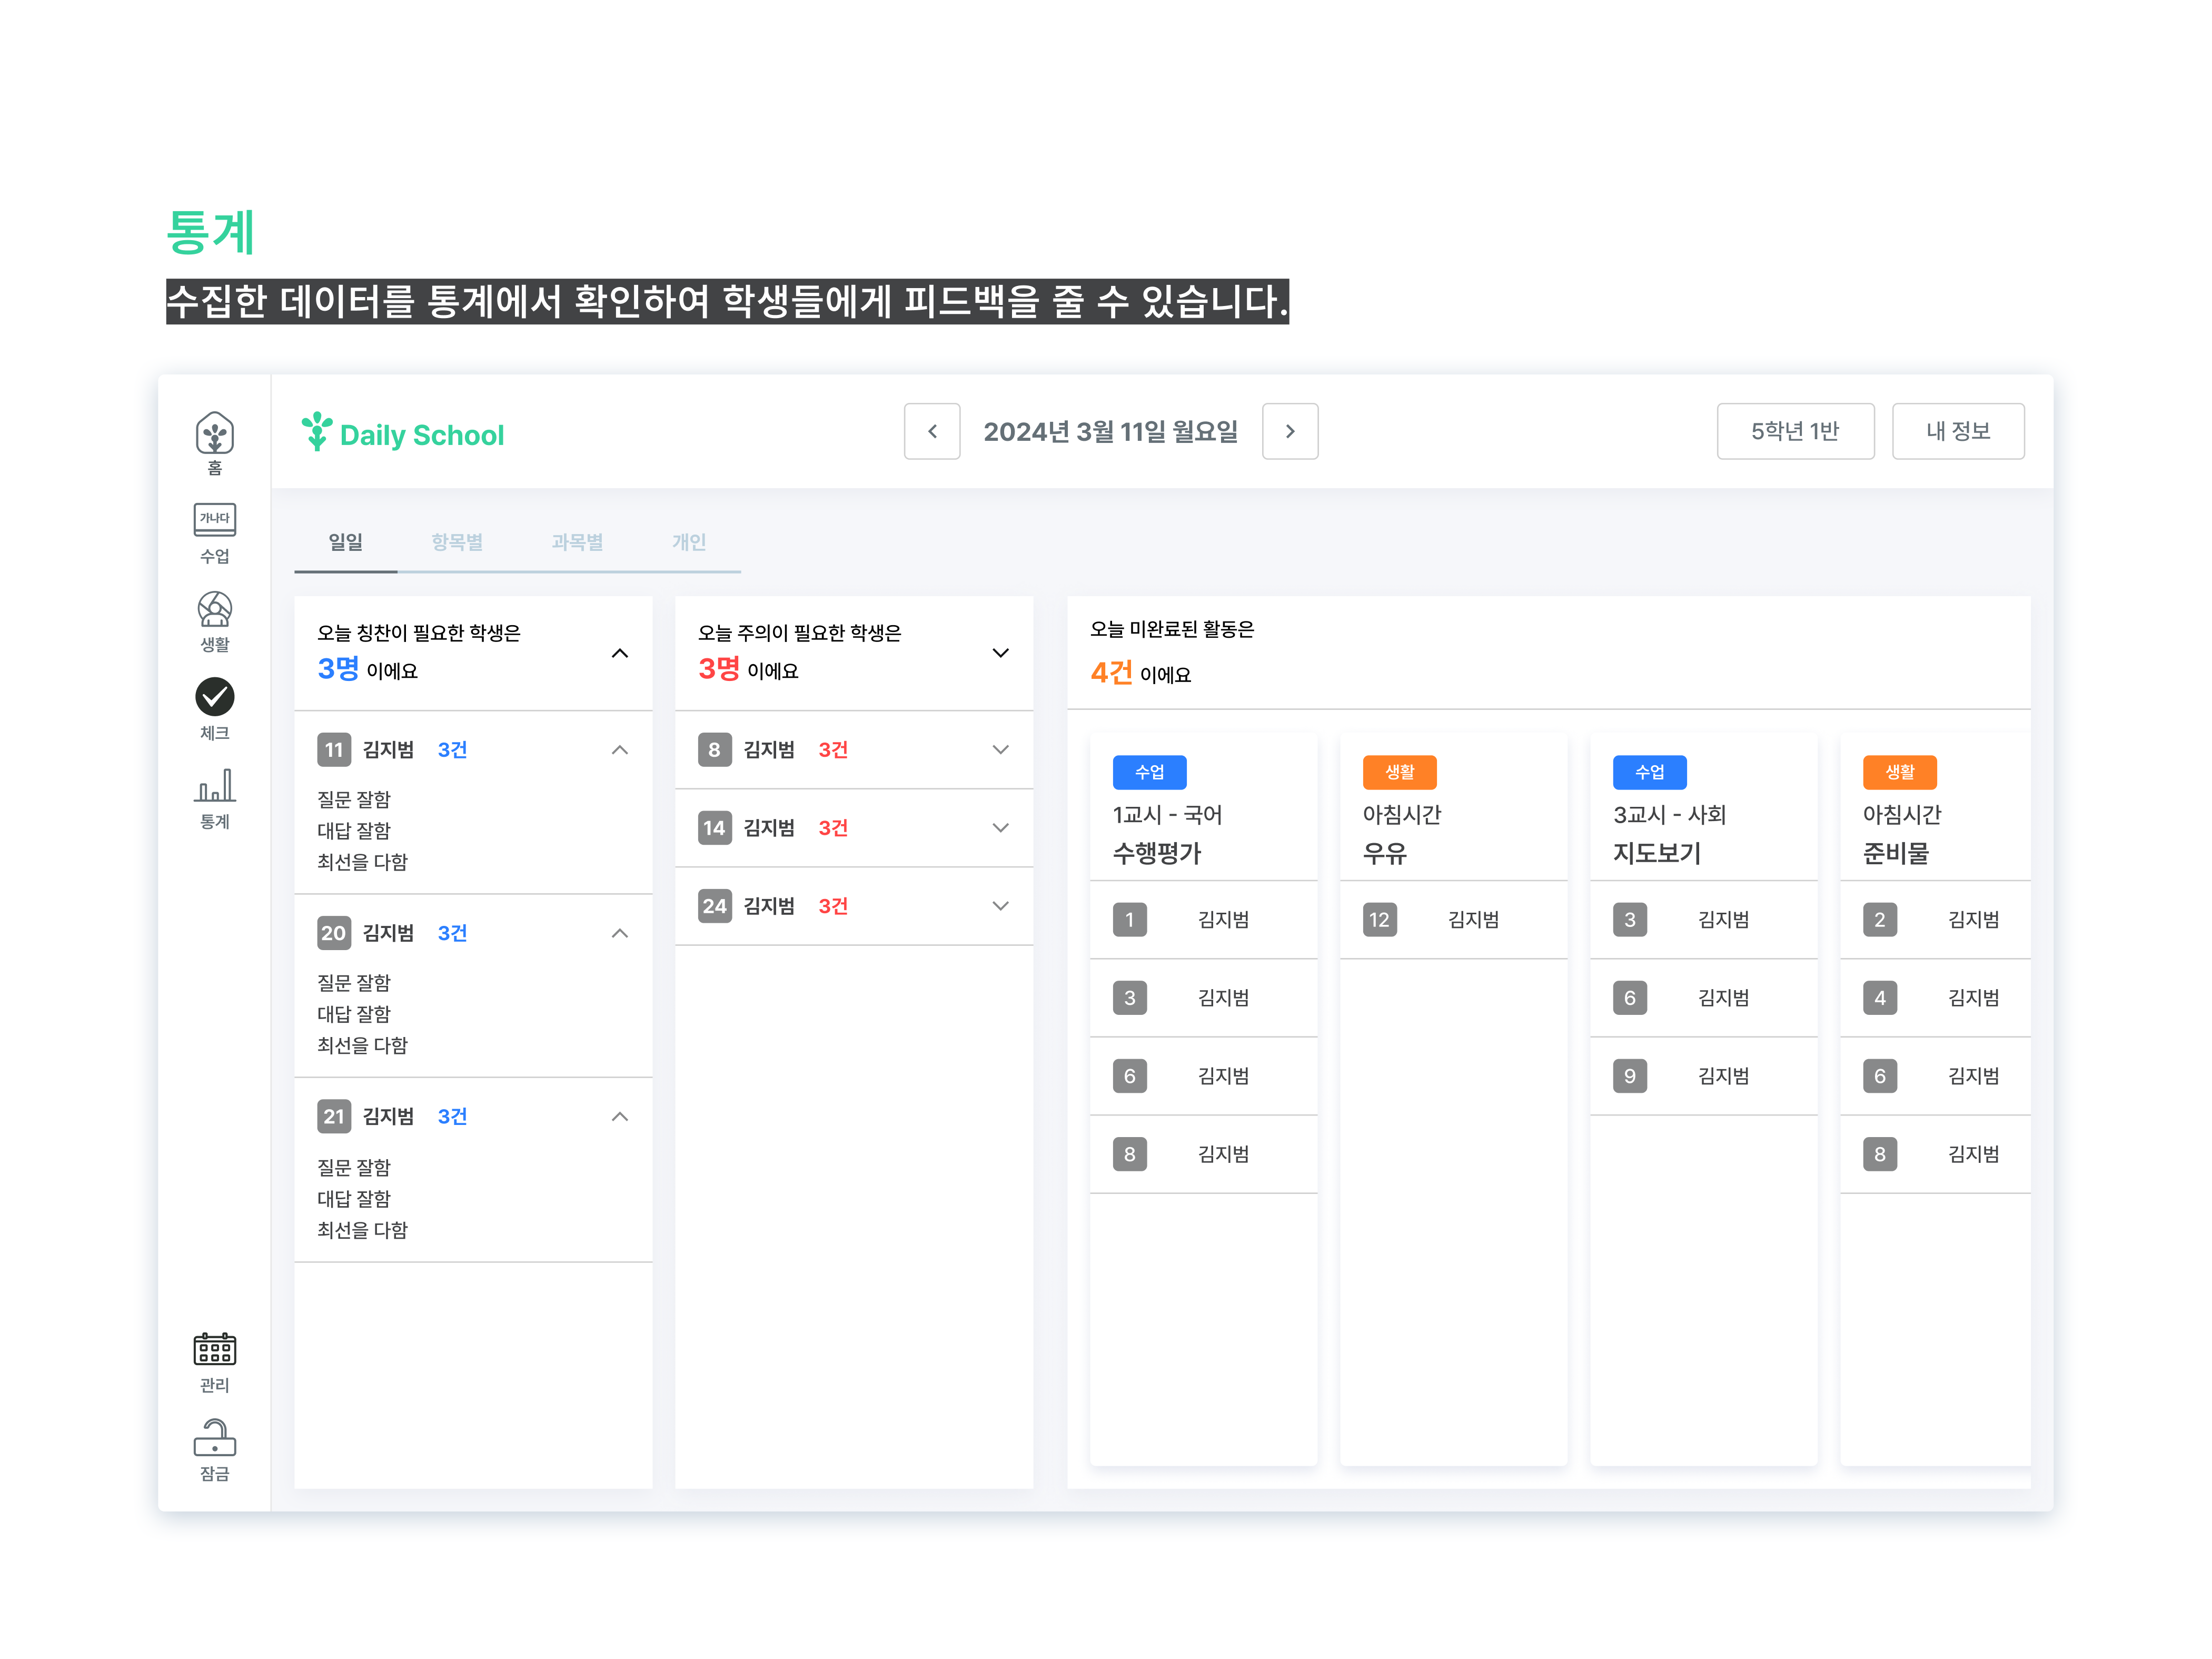 통계
수집한 데이터를 통계에서 확인하여 학생들에게 피드백을 줄 수 있습니다.
홈
가나다
수업
생활
체크
통계
관리
잠금
Daily School
2024년 3월 11일 월요일
5학년 1반
내 정보
일일 항목별 과목별 개인
오늘 칭찬이 필요한 학생은
3명 이에요
11 김지범 3건
질문 잘함
대답 잘함
최선을 다함
20 김지범 3건
질문 잘함
대답 잘함
최선을 다함
21 김지범 3건
질문 잘함
대답 잘함
최선을 다함
오늘 주의이 필요한 학생은
3명 이에요
8 김지범 3건
14 김지범 3건
24 김지범 3건
오늘 미완료된 활동은
4건 이에요
수업
1교시 - 국어
수행평가
1 김지범
3 김지범
6 김지범
8 김지범
생활
아침시간
우유
12 김지범
수업
3교시 - 사회
지도보기
3 김지범
6 김지범
9 김지범
생활
아침시간
준비물
2 김지범
4 김지범
6 김지범
8 김지범